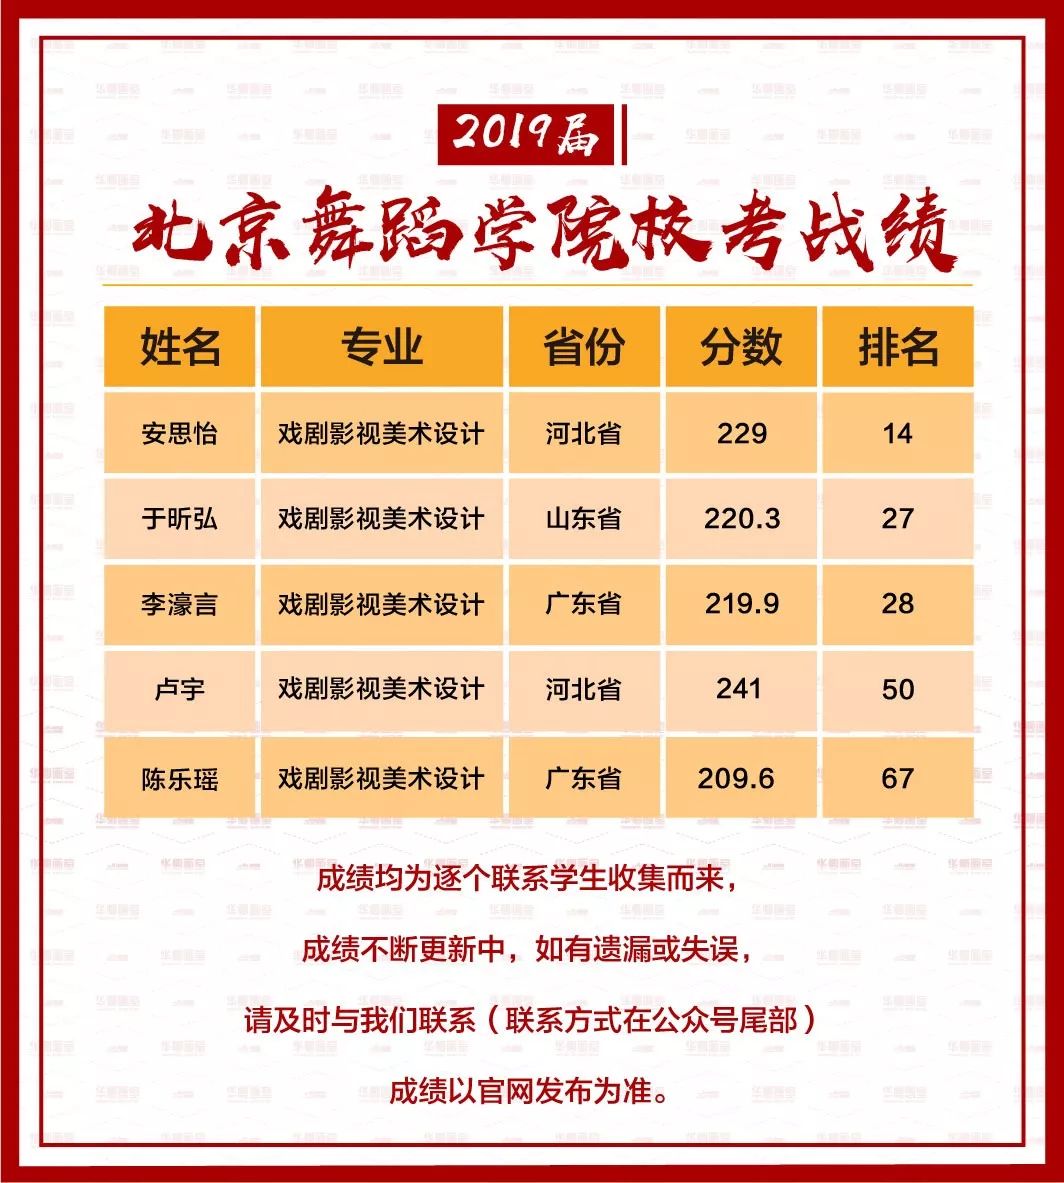 2019届
北京舞蹈学院校考战绩
姓名 专业 省份 分数 排名
安思怡 戏剧影视美术设计 河北省 229 14
于昕弘 戏剧影视美术设计 山东省 220.3 27
李濠言 戏剧影视美术设计 广东省 219.9 28
卢宇 戏剧影视美术设计 河北省 241 50
陈乐瑶 戏剧影视美术设计 广东省 209.6 67
成绩均为逐个联系学生收集而来，
成绩不断更新中，如有遗漏或失误，
请及时与我们联系（联系方式在公众号尾部）
成绩以官网发布为准。